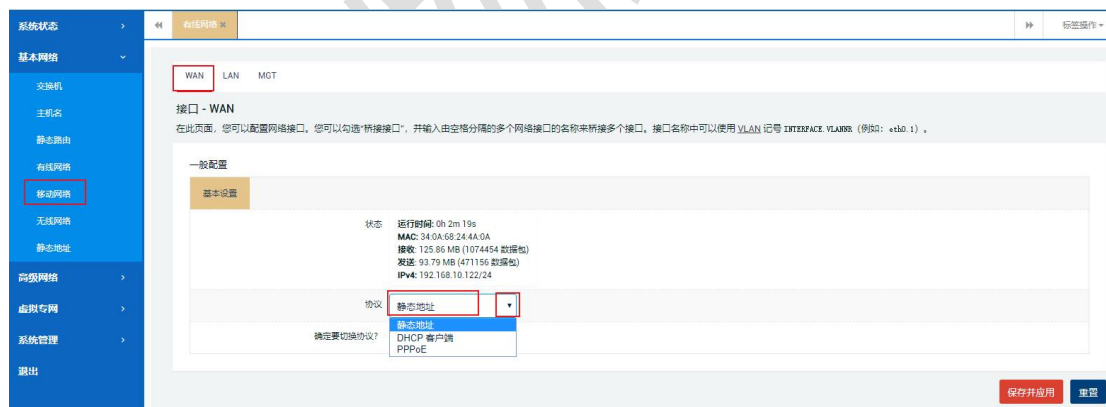 系统状态
基本网络
交换机
主机名
静态路由
有线网络
移动网络
无线网络
静态地址
高级网络
虚拟专网
系统管理
退出
有线网络
标签操作
WAN LAN MGT
接口 - WAN
在此页面，您可以配置网络接口。您可以勾选“桥接接口”，并输入由空格分隔的多个网络接口的名称来桥接多个接口。接口名称中可以使用 VLAN 记号 INTERFACE.VLANNR（例如：eth0.1）。
一般配置
基本设置
状态
运行时间: 0h 2m 19s
MAC: 34:0A:68:24:4A:0A
接收: 125.86 MB (1074454 数据包)
发送: 93.79 MB (471156 数据包)
IPv4: 192.168.10.122/24
协议 静态地址
静态地址
DHCP 客户端
PPPoE
确定要切换协议?
保存并应用 重置